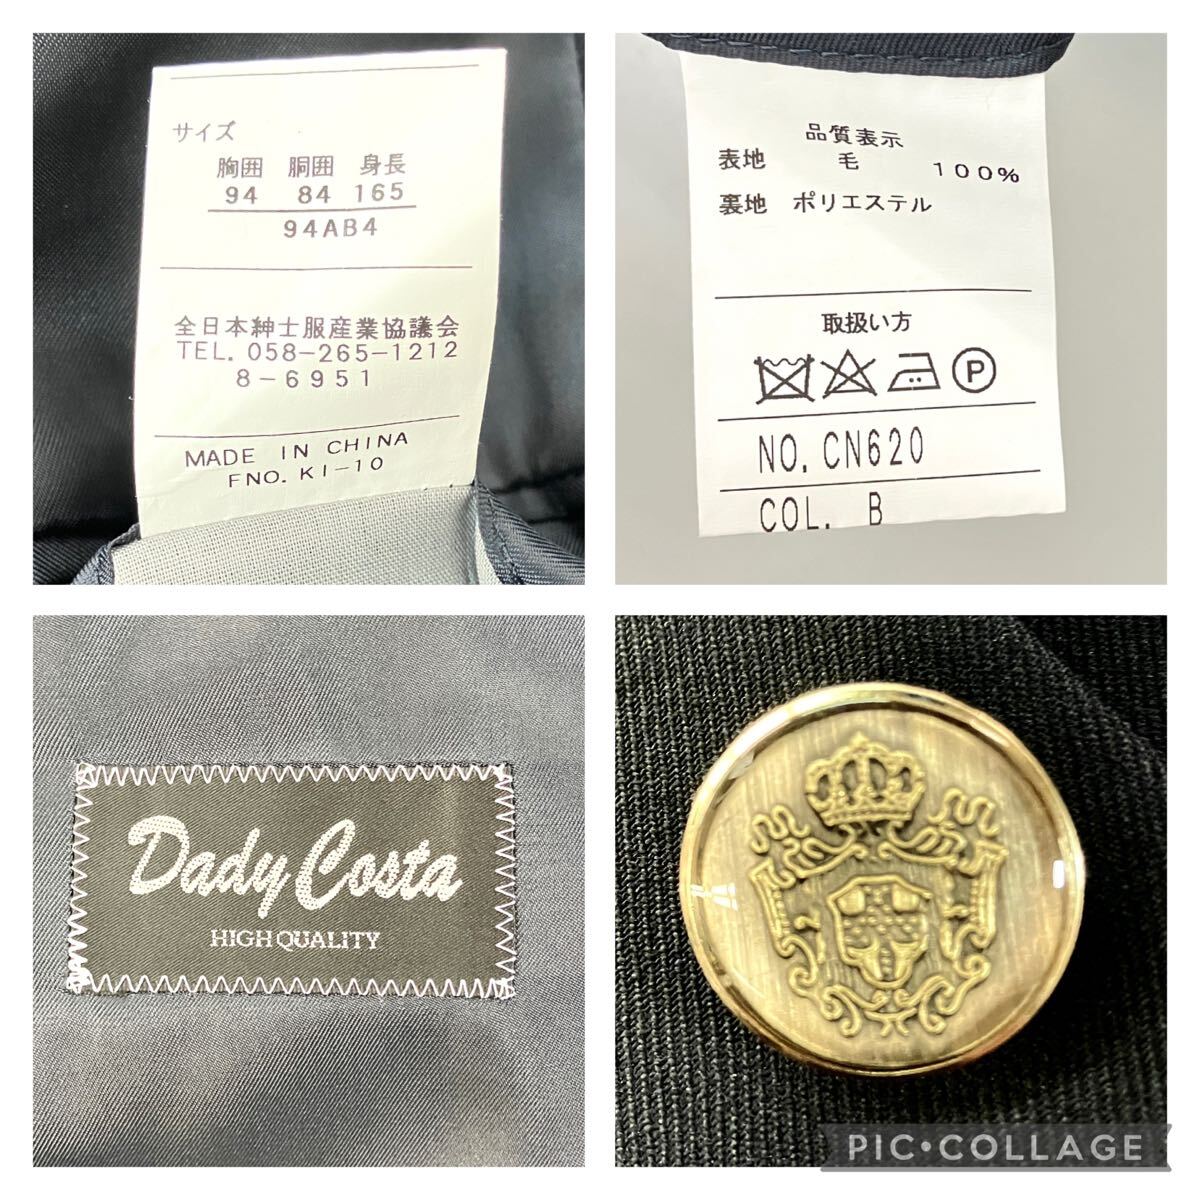 サイズ
胸囲 胴囲 身長
94 84 165
94AB4
全日本紳士服産業協議会
TEL. 058-265-1212
8-6951
MADE IN CHINA
FNO. KI-10
品質表示
表地 毛 100%
裏地 ポリエステル
取扱い方
P
NO. CN620
COL. B
Dady Costa
HIGH QUALITY
PIC•COLLAGE